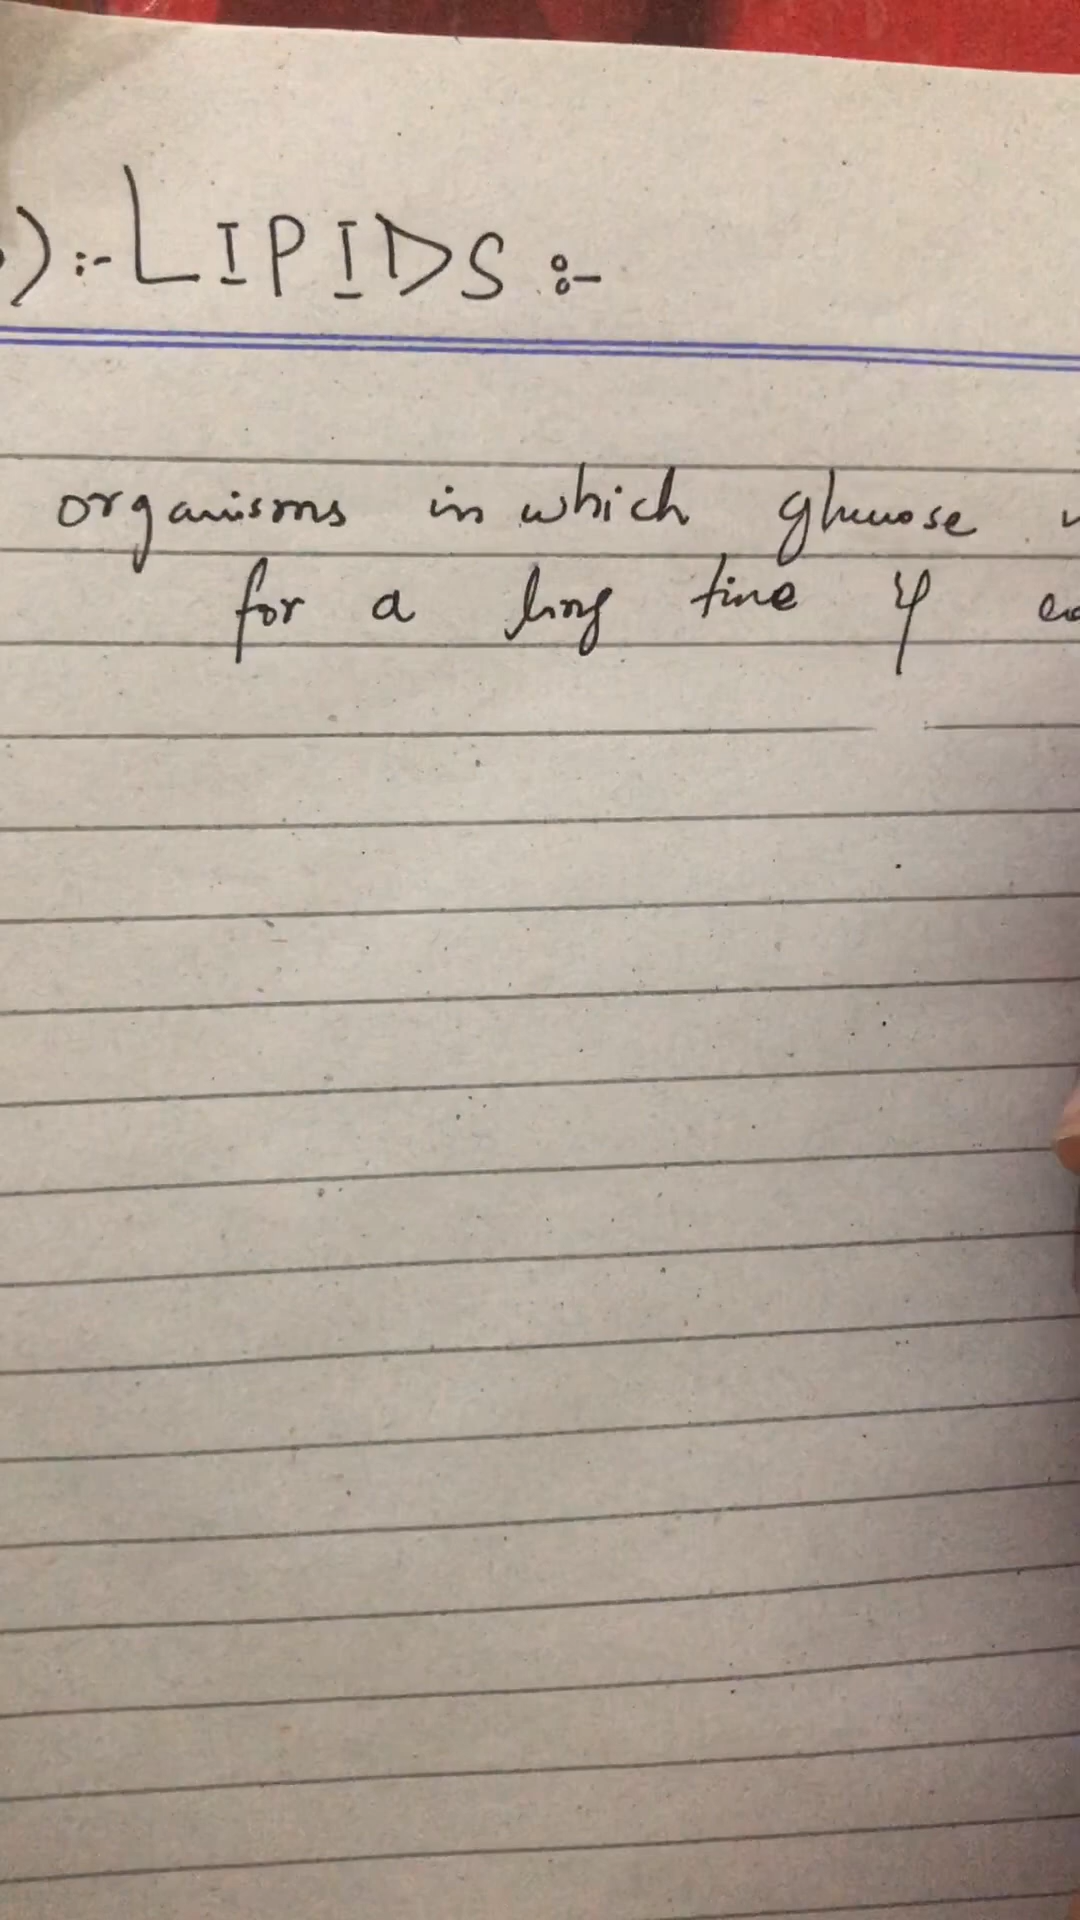 ):- LIPIDS :-
organisms in which glucose
for a long time